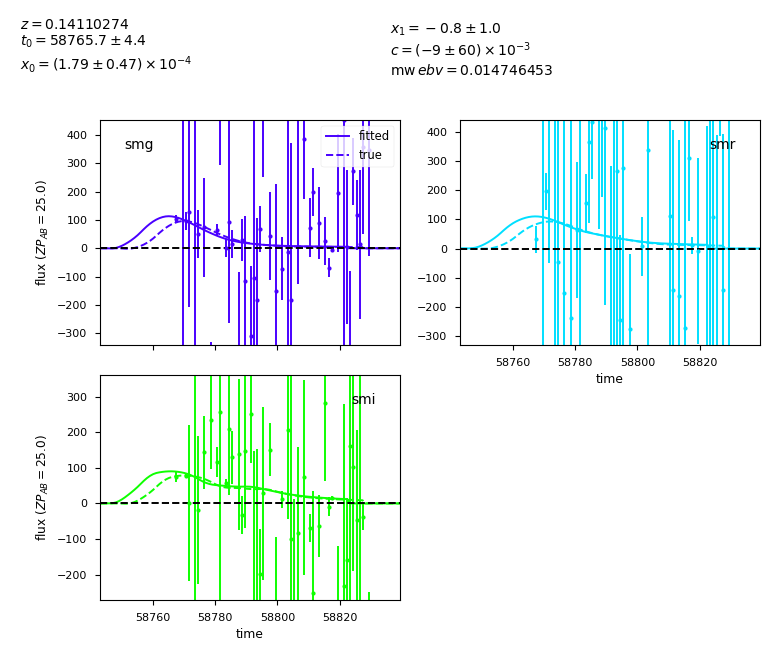 z = 0.14110274
t₀ = 58765.7 ± 4.4
x₀ = (1.79 ± 0.47) × 10⁻⁴
x₁ = −0.8 ± 1.0
c = (−9 ± 60) × 10⁻³
mw ebv = 0.014746453
smg
fitted
true
400
300
200
100
0
−100
−200
−300
flux (ZP_AB = 25.0)
smr
400
300
200
100
0
−100
−200
−300
58760 58780 58800 58820
time
smi
300
200
100
0
−100
−200
flux (ZP_AB = 25.0)
58760 58780 58800 58820
time